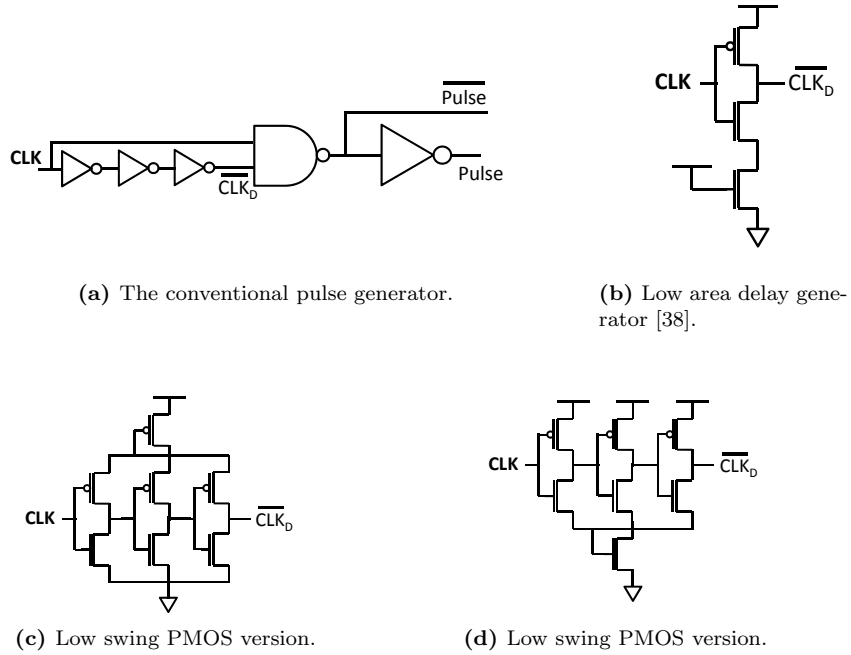 CLK
CLK_D
Pulse
Pulse
CLK
CLK_D
(a) The conventional pulse generator.
(b) Low area delay gene-
rator [38].
CLK
CLK_D
CLK
CLK_D
(c) Low swing PMOS version.
(d) Low swing PMOS version.